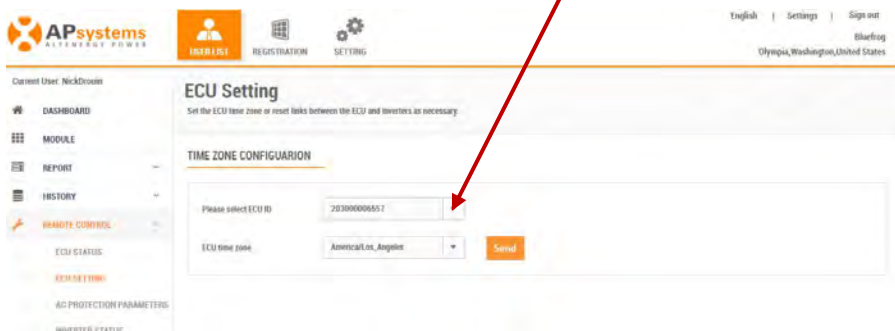 English | Settings | Sign out
APsystems
ALTENERGY POWER
USER LIST REGISTRATION SETTING
Bluefrog
Olympia,Washington,United States
Current User: NickDrouin
ECU Setting
Set the ECU time zone or reset links between the ECU and inverters as necessary.
DASHBOARD
MODULE
REPORT
HISTORY
REMOTE CONTROL
ECU STATUS
ECU SETTING
AC PROTECTION PARAMETERS
INVERTER STATUS
TIME ZONE CONFIGUARION
Please select ECU ID 203000006557
ECU time zone America/Los_Angeles Send